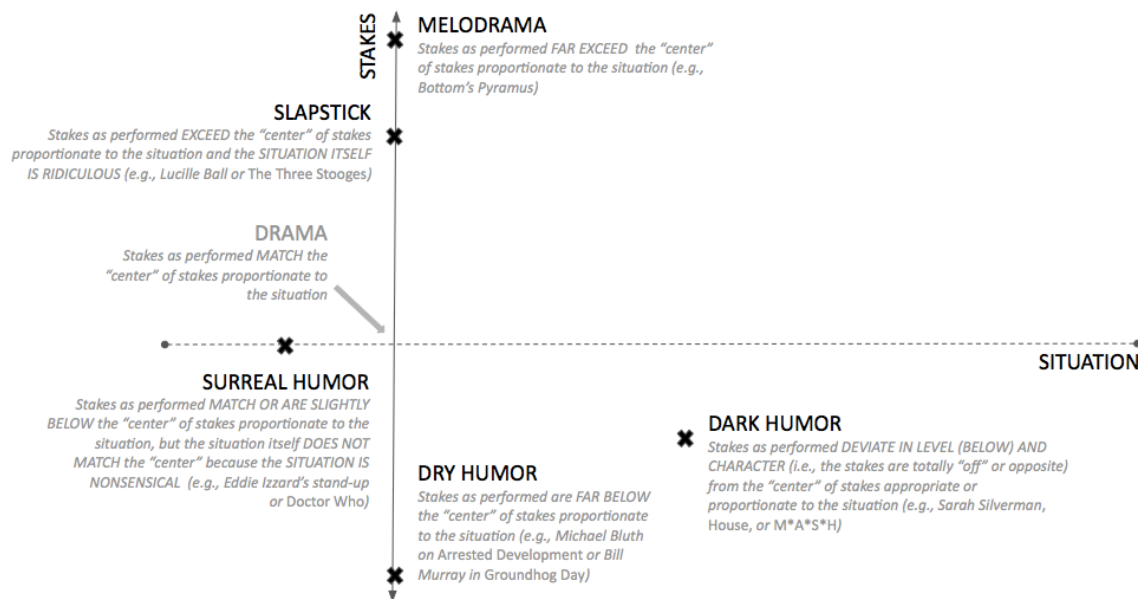 STAKES
MELODRAMA
Stakes as performed FAR EXCEED the “center”
of stakes proportionate to the situation (e.g.,
Bottom’s Pyramus)
SLAPSTICK
Stakes as performed EXCEED the “center” of stakes
proportionate to the situation and the SITUATION ITSELF
IS RIDICULOUS (e.g., Lucille Ball or The Three Stooges)
DRAMA
Stakes as performed MATCH the
“center” of stakes proportionate to
the situation
SITUATION
SURREAL HUMOR
Stakes as performed MATCH OR ARE SLIGHTLY
BELOW the “center” of stakes proportionate to the
situation, but the situation itself DOES NOT
MATCH the “center” because the SITUATION IS
NONSENSICAL (e.g., Eddie Izzard’s stand-up
or Doctor Who)
DARK HUMOR
Stakes as performed DEVIATE IN LEVEL (BELOW) AND
CHARACTER (i.e., the stakes are totally “off” or opposite)
from the “center” of stakes appropriate or
proportionate to the situation (e.g., Sarah Silverman,
House, or M*A*S*H)
DRY HUMOR
Stakes as performed are FAR BELOW
the “center” of stakes proportionate
to the situation (e.g., Michael Bluth
on Arrested Development or Bill
Murray in Groundhog Day)